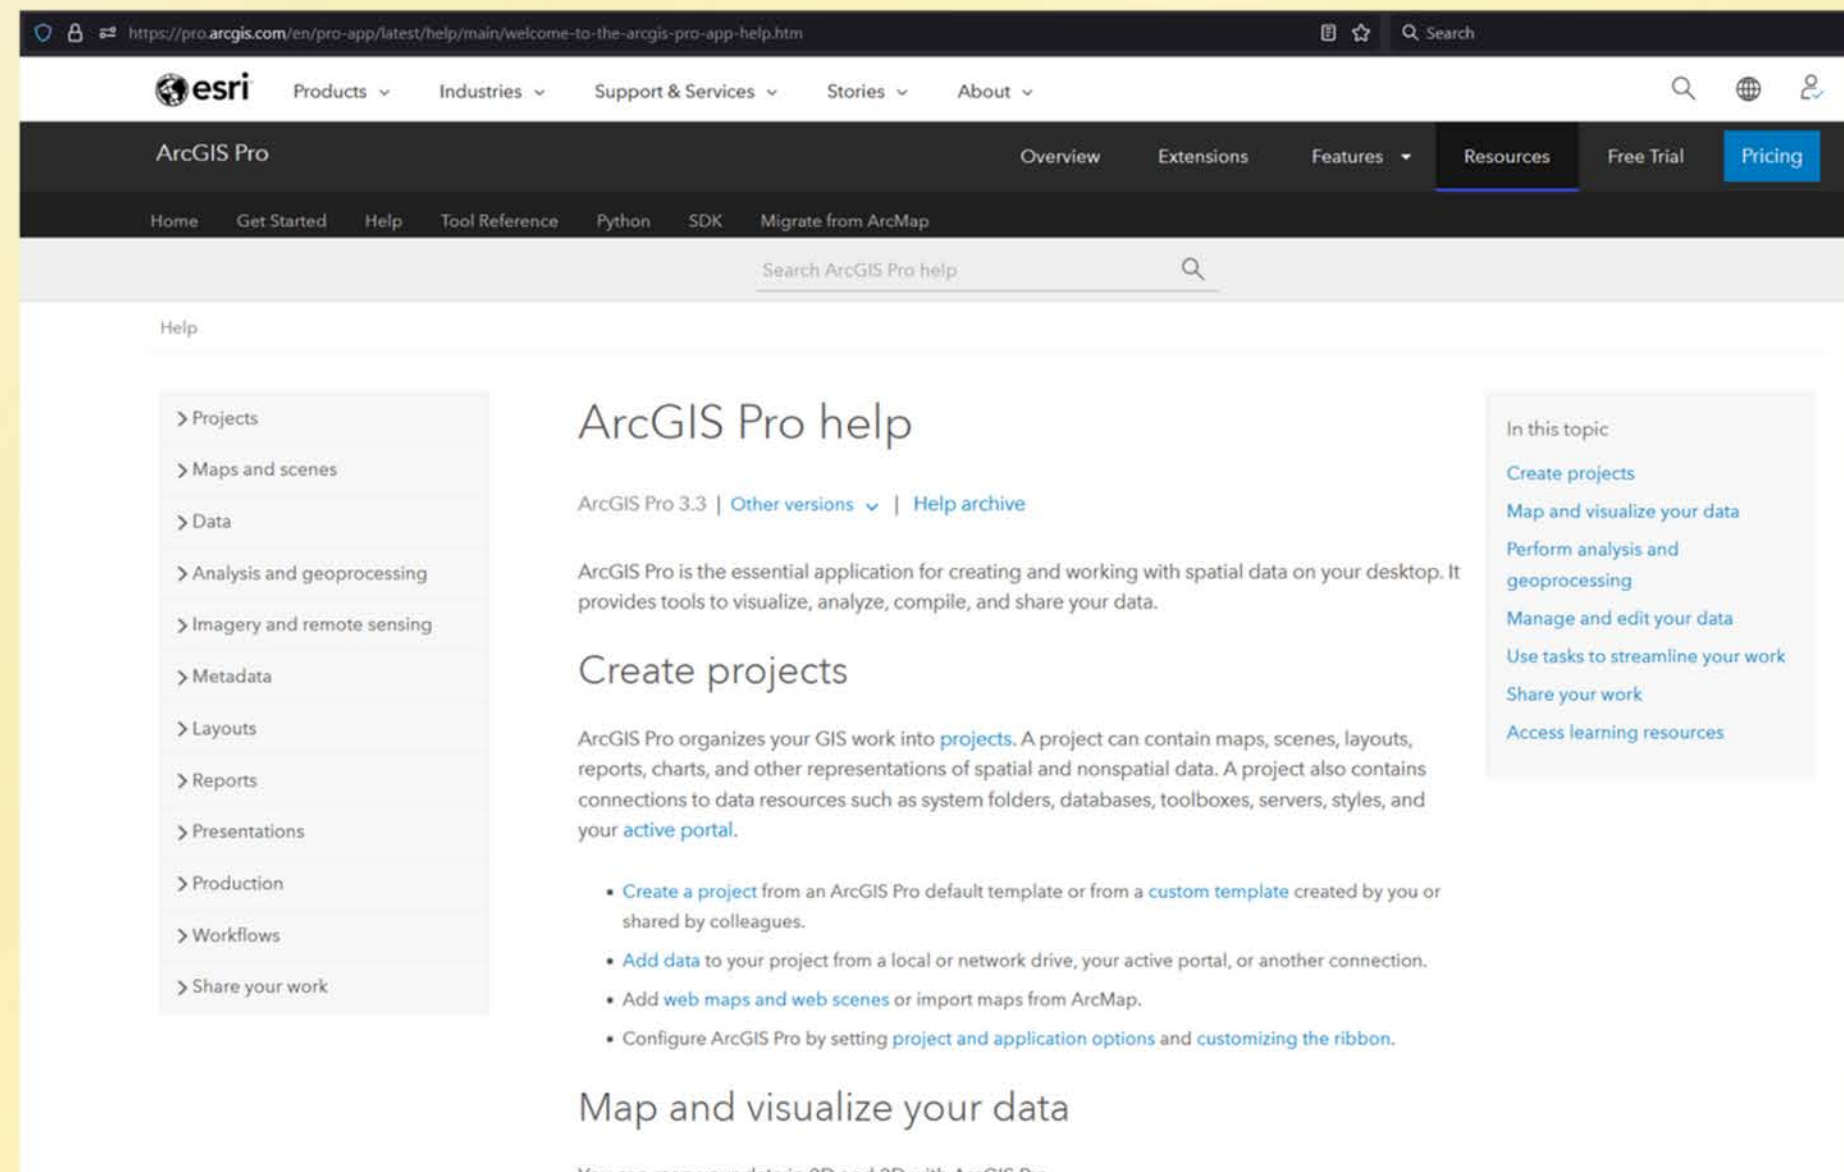 https://pro.arcgis.com/en/pro-app/latest/help/main/welcome-to-the-arcgis-pro-app-help.htm
Search
esri
Products
Industries
Support & Services
Stories
About
ArcGIS Pro
Overview
Extensions
Features
Resources
Free Trial
Pricing
Home
Get Started
Help
Tool Reference
Python
SDK
Migrate from ArcMap
Search ArcGIS Pro help
Help
Projects
Maps and scenes
Data
Analysis and geoprocessing
Imagery and remote sensing
Metadata
Layouts
Reports
Presentations
Production
Workflows
Share your work
ArcGIS Pro help
ArcGIS Pro 3.3 | Other versions | Help archive
ArcGIS Pro is the essential application for creating and working with spatial data on your desktop. It
provides tools to visualize, analyze, compile, and share your data.
Create projects
ArcGIS Pro organizes your GIS work into projects. A project can contain maps, scenes, layouts,
reports, charts, and other representations of spatial and nonspatial data. A project also contains
connections to data resources such as system folders, databases, toolboxes, servers, styles, and
your active portal.
• Create a project from an ArcGIS Pro default template or from a custom template created by you or
shared by colleagues.
• Add data to your project from a local or network drive, your active portal, or another connection.
• Add web maps and web scenes or import maps from ArcMap.
• Configure ArcGIS Pro by setting project and application options and customizing the ribbon.
Map and visualize your data
In this topic
Create projects
Map and visualize your data
Perform analysis and
geoprocessing
Manage and edit your data
Use tasks to streamline your work
Share your work
Access learning resources